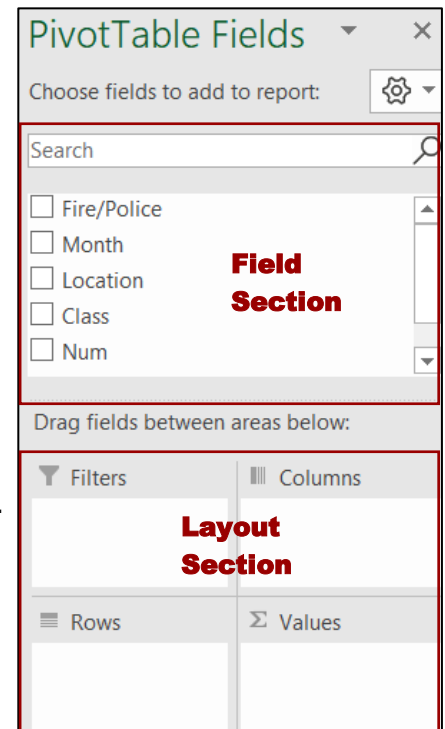 PivotTable Fields
Choose fields to add to report:
Search
Fire/Police
Month
Location
Class
Num
Field
Section
Drag fields between areas below:
Filters
Columns
Layout
Section
Rows
Σ Values